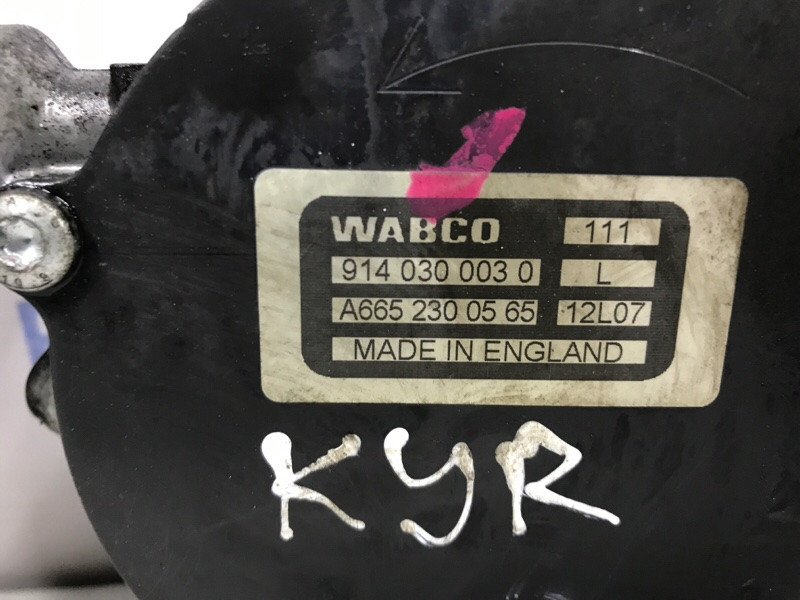 WABCO 111
914 030 003 0 L
A665 230 05 65 12L07
MADE IN ENGLAND
KYR